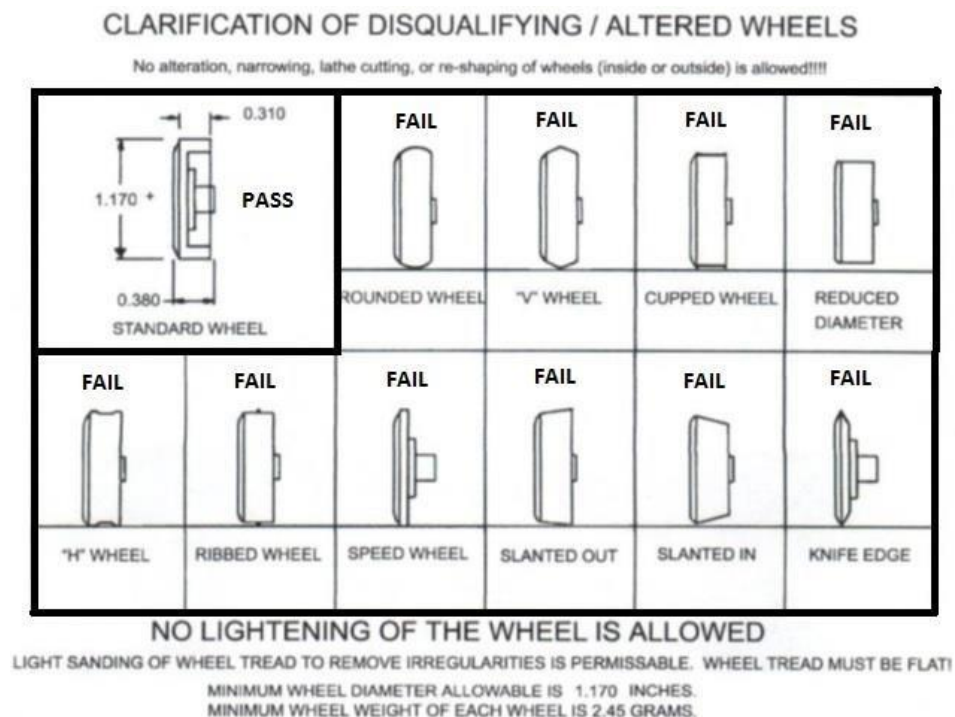 CLARIFICATION OF DISQUALIFYING / ALTERED WHEELS
No alteration, narrowing, lathe cutting, or re-shaping of wheels (inside or outside) is allowed!!!!
0.310
1.170 +
PASS
0.380
STANDARD WHEEL
FAIL
ROUNDED WHEEL
FAIL
"V" WHEEL
FAIL
CUPPED WHEEL
FAIL
REDUCED
DIAMETER
FAIL
"H" WHEEL
FAIL
RIBBED WHEEL
FAIL
SPEED WHEEL
FAIL
SLANTED OUT
FAIL
SLANTED IN
FAIL
KNIFE EDGE
NO LIGHTENING OF THE WHEEL IS ALLOWED
LIGHT SANDING OF WHEEL TREAD TO REMOVE IRREGULARITIES IS PERMISSABLE. WHEEL TREAD MUST BE FLAT!
MINIMUM WHEEL DIAMETER ALLOWABLE IS 1.170 INCHES.
MINIMUM WHEEL WEIGHT OF EACH WHEEL IS 2.45 GRAMS.